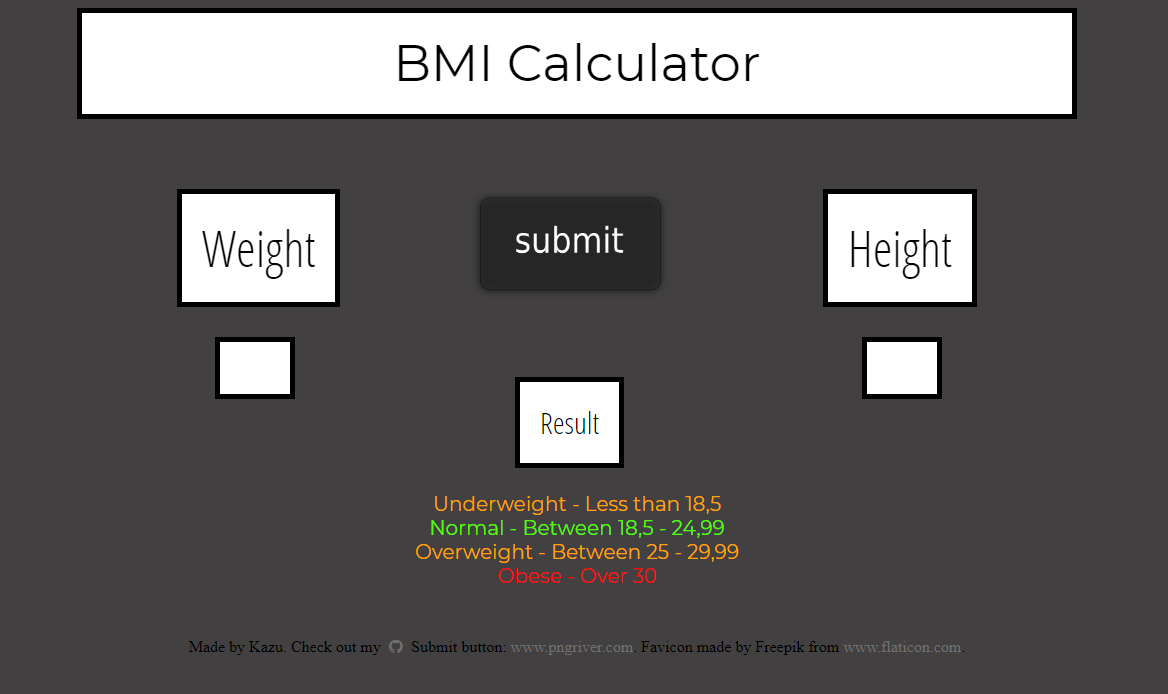 BMI Calculator
Weight
submit
Height
Result
Underweight - Less than 18,5
Normal - Between 18,5 - 24,99
Overweight - Between 25 - 29,99
Obese - Over 30
Made by Kazu. Check out my Submit button: www.pngriver.com. Favicon made by Freepik from www.flaticon.com.